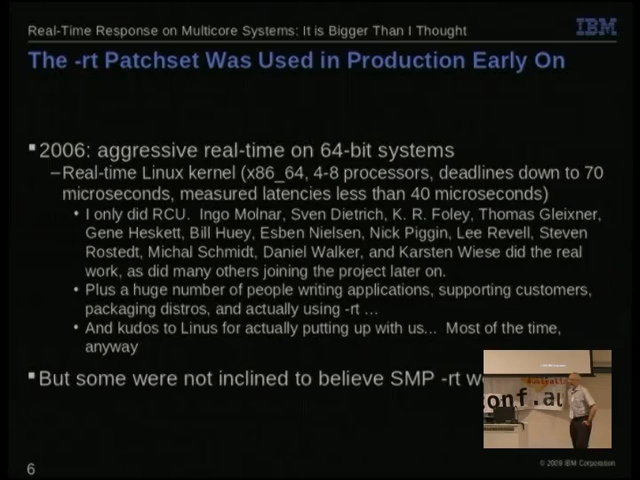 Real-Time Response on Multicore Systems: It is Bigger Than I Thought
IBM
The -rt Patchset Was Used in Production Early On
2006: aggressive real-time on 64-bit systems
–Real-time Linux kernel (x86_64, 4-8 processors, deadlines down to 70
microseconds, measured latencies less than 40 microseconds)
• I only did RCU. Ingo Molnar, Sven Dietrich, K. R. Foley, Thomas Gleixner,
Gene Heskett, Bill Huey, Esben Nielsen, Nick Piggin, Lee Revell, Steven
Rostedt, Michal Schmidt, Daniel Walker, and Karsten Wiese did the real
work, as did many others joining the project later on.
• Plus a huge number of people writing applications, supporting customers,
packaging distros, and actually using -rt …
• And kudos to Linus for actually putting up with us... Most of the time,
anyway
But some were not inclined to believe SMP -rt
conf.au
6
© 2009 IBM Corporation